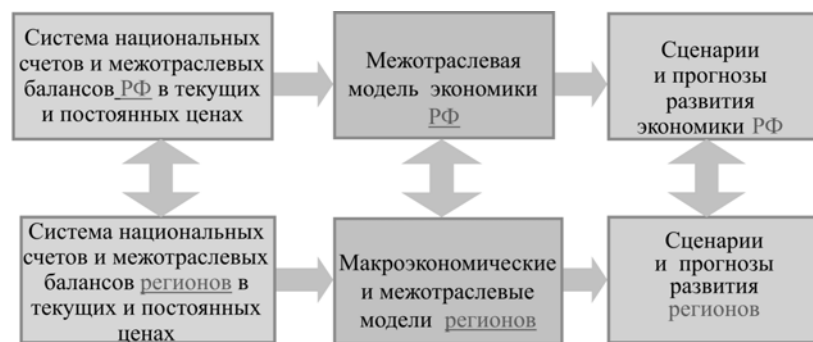 Система национальных
счетов и межотраслевых
балансов РФ в текущих
и постоянных ценах
Межотраслевая
модель экономики
РФ
Сценарии
и прогнозы
развития
экономики РФ
Система национальных
счетов и межотраслевых
балансов регионов в
текущих и постоянных
ценах
Макроэкономические
и межотраслевые
модели регионов
Сценарии
и прогнозы
развития
регионов